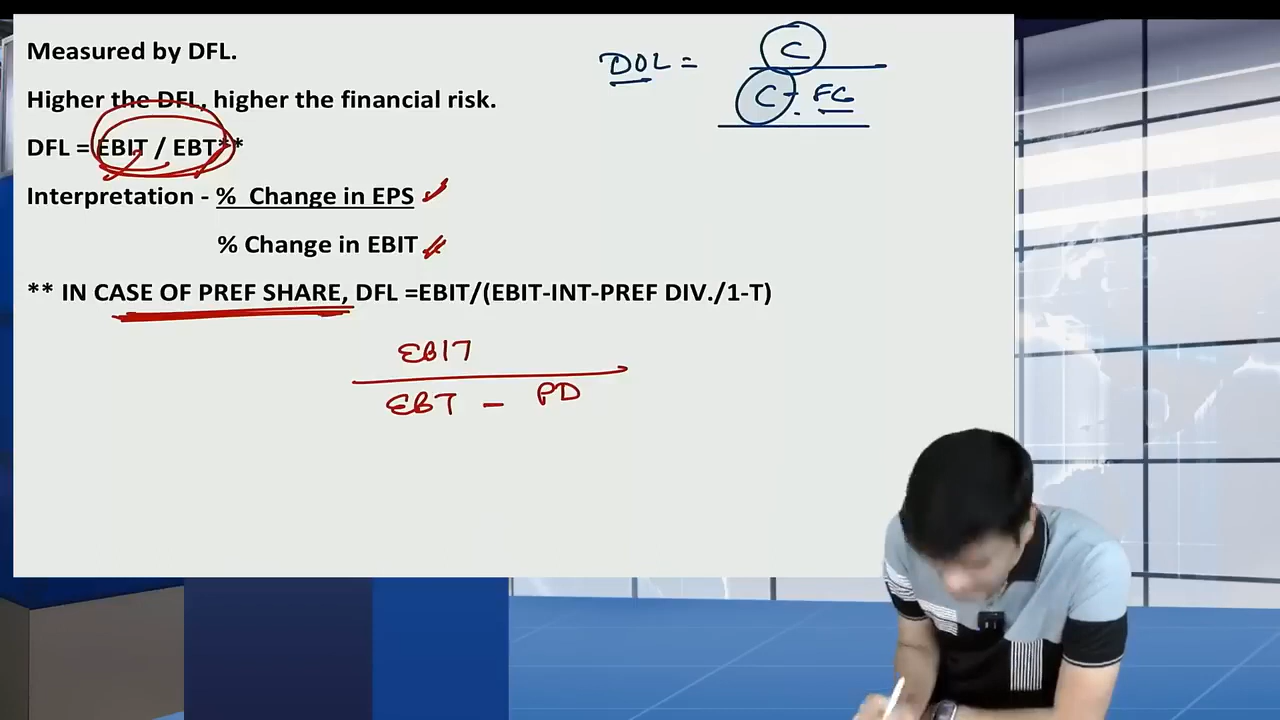 Measured by DFL.
Higher the DFL, higher the financial risk.
DFL = EBIT / EBT**
Interpretation - % Change in EPS
% Change in EBIT
** IN CASE OF PREF SHARE, DFL =EBIT/(EBIT-INT-PREF DIV./1-T)
EBIT
EBT - PD
DOL = C
C - FC